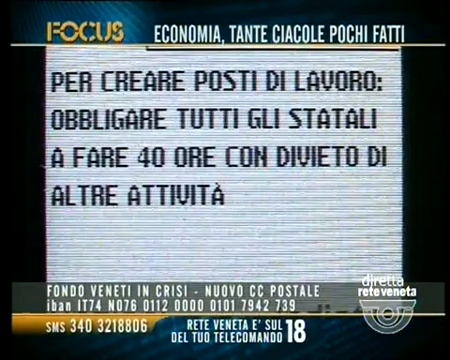 FOCUS ECONOMIA, TANTE CIACOLE POCHI FATTI
PER CREARE POSTI DI LAVORO:
OBBLIGARE TUTTI GLI STATALI
A FARE 40 ORE CON DIVIETO DI
ALTRE ATTIVITÀ
FONDO VENETI IN CRISI - NUOVO CC POSTALE
iban IT74 N076 0112 0000 0101 7942 739
diretta
reteveneta
SMS 340 3218806
RETE VENETA E' SUL
DEL TUO TELECOMANDO 18